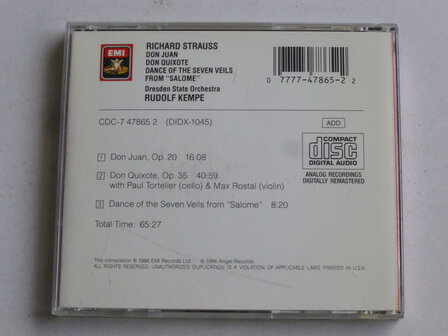 EMI
RICHARD STRAUSS
DON JUAN
DON QUIXOTE
DANCE OF THE SEVEN VEILS
FROM "SALOME"
Dresden State Orchestra
RUDOLF KEMPE
0 7777-47865-2 2
CDC-7 47865 2 (DIDX-1045)
ADD
COMPACT
disc
DIGITAL AUDIO
ANALOG RECORDINGS
DIGITALLY REMASTERED
1 Don Juan, Op. 20 16:08
2 Don Quixote, Op. 35 40:59
with Paul Tortelier (cello) & Max Rostal (violin)
3 Dance of the Seven Veils from "Salome" 8:20
Total Time: 65:27
This compilation ℗ 1986 EMI Records Ltd. © 1986 Angel Records
ALL RIGHTS RESERVED. UNAUTHORIZED DUPLICATION IS A VIOLATION OF APPLICABLE LAWS. PRINTED IN U.S.A.